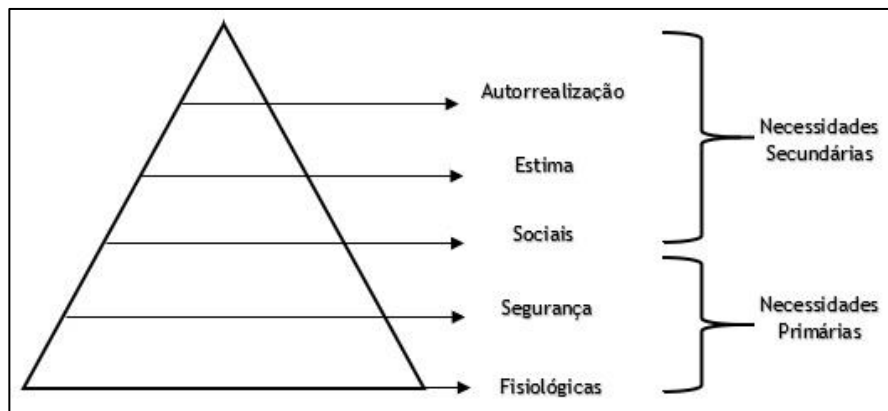 Autorrealização
Estima
Sociais
Segurança
Fisiológicas
Necessidades
Secundárias
Necessidades
Primárias